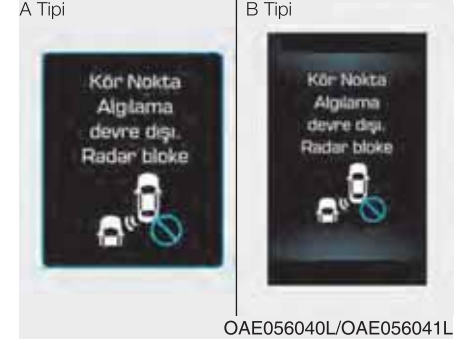 A Tipi
Kör Nokta
Algılama
devre dışı.
Radar bloke
B Tipi
Kör Nokta
Algılama
devre dışı.
Radar bloke
OAE056040L/OAE056041L